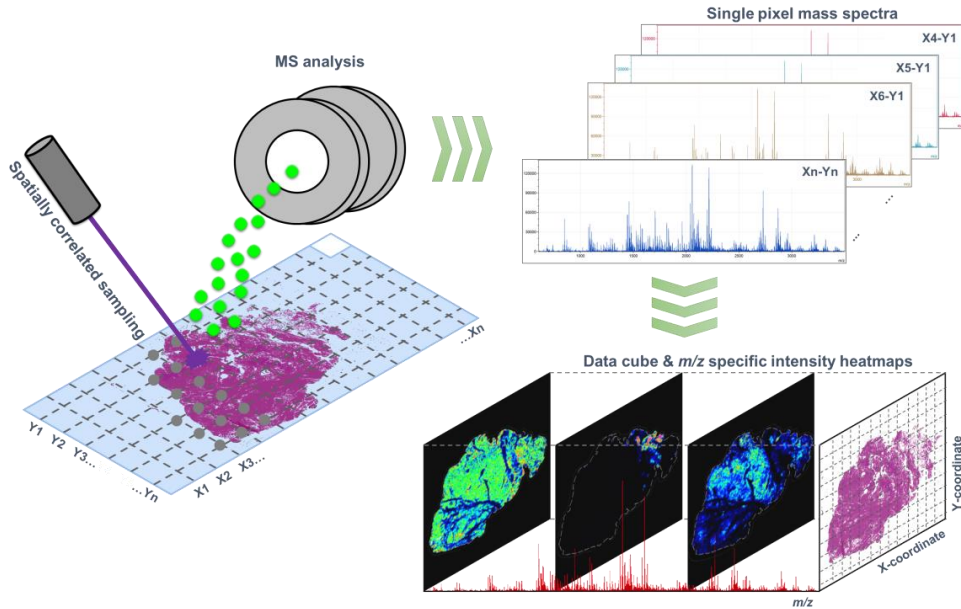 Single pixel mass spectra
MS analysis
X4-Y1
X5-Y1
X6-Y1
Xn-Yn
Spatially correlated sampling
...Xn
Y1
Y2
Y3...
...Yn
X1
X2
X3...
Data cube & m/z specific intensity heatmaps
Y-coordinate
X-coordinate
m/z